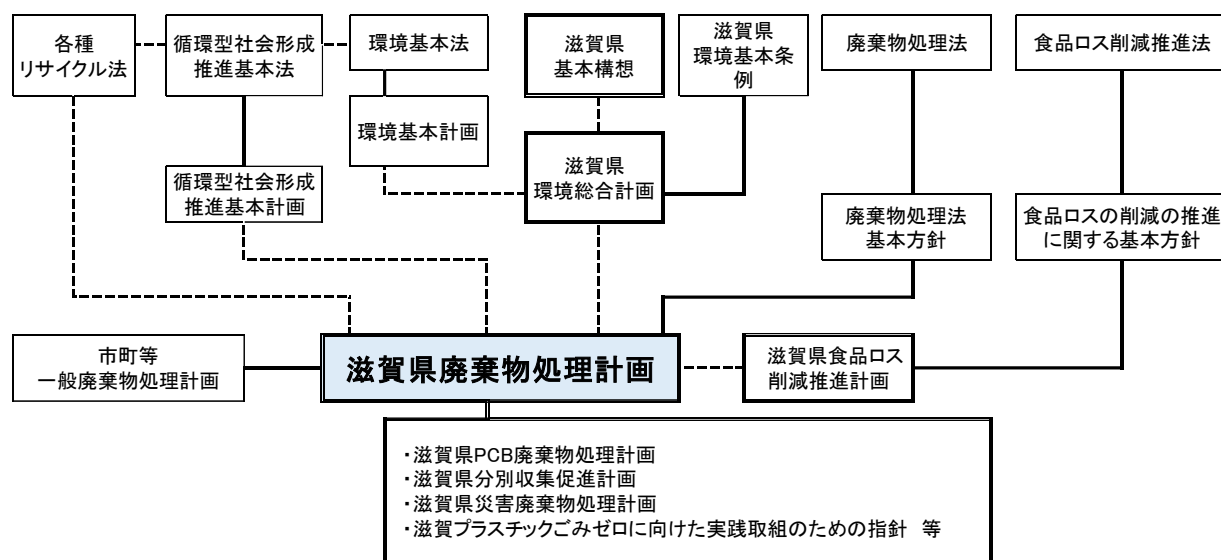 各種
リサイクル法
循環型社会形成
推進基本法
環境基本法
滋賀県
基本構想
滋賀県
環境基本条
例
廃棄物処理法
食品ロス削減推進法
環境基本計画
滋賀県
環境総合計画
循環型社会形成
推進基本計画
廃棄物処理法
基本方針
食品ロスの削減の推進
に関する基本方針
市町等
一般廃棄物処理計画
滋賀県廃棄物処理計画
滋賀県食品ロス
削減推進計画
・滋賀県PCB廃棄物処理計画
・滋賀県分別収集促進計画
・滋賀県災害廃棄物処理計画
・滋賀プラスチックごみゼロに向けた実践取組のための指針 等